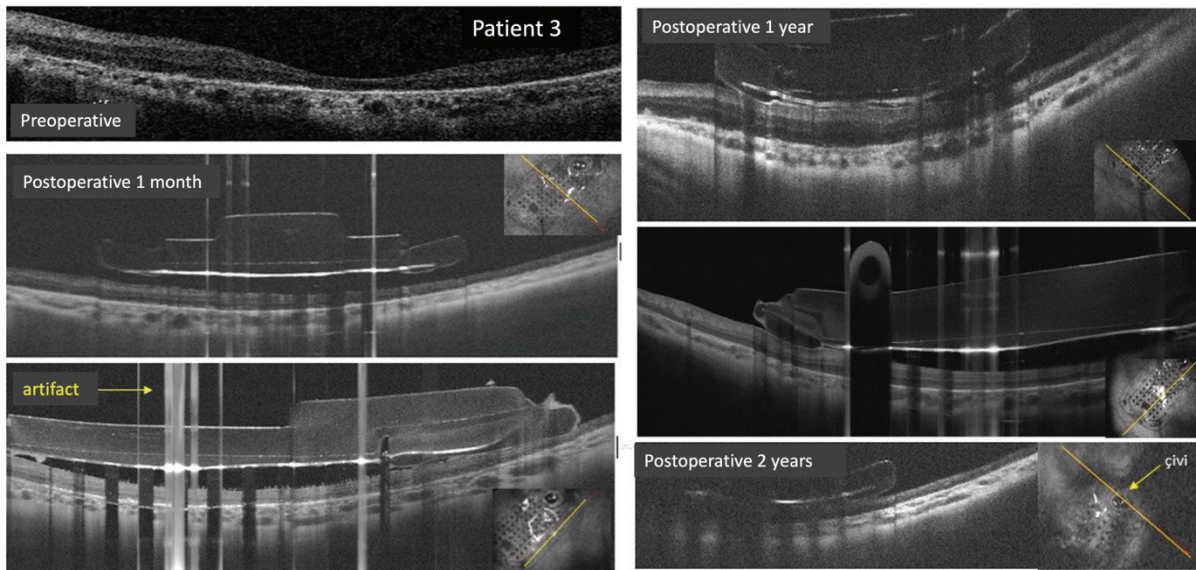 Patient 3
Preoperative
Postoperative 1 month
artifact
Postoperative 1 year
Postoperative 2 years
çivi